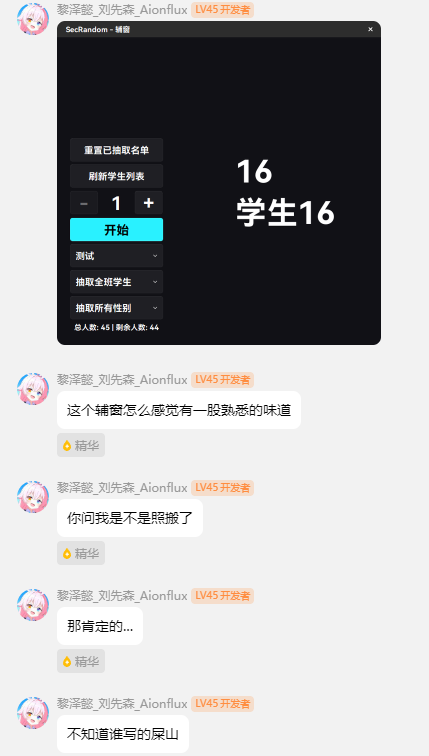 黎泽懿_刘先森_Aionflux LV45 开发者
SecRandom - 辅窗
重置已抽取名单
刷新学生列表
− 1 +
开始
测试
抽取全班学生
抽取所有性别
总人数: 45 | 剩余人数: 44
16
学生16
黎泽懿_刘先森_Aionflux LV45 开发者
这个辅窗怎么感觉有一股熟悉的味道
精华
黎泽懿_刘先森_Aionflux LV45 开发者
你问我是不是照搬了
精华
黎泽懿_刘先森_Aionflux LV45 开发者
那肯定的...
精华
黎泽懿_刘先森_Aionflux LV45 开发者
不知道谁写的屎山